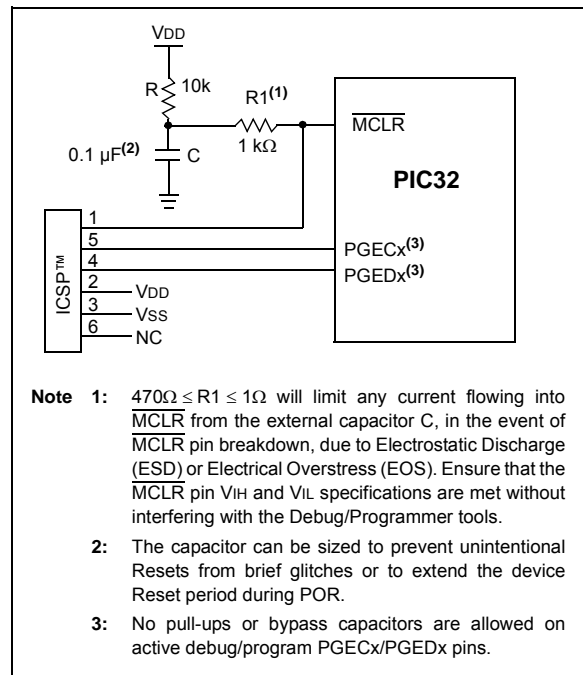 VDD
R 10k
R1(1)
0.1 µF(2) C
1 kΩ
MCLR
PIC32
ICSP™
1
5
4
2
3
6
PGECx(3)
PGEDx(3)
VDD
VSS
NC
Note 1: 470Ω ≤ R1 ≤ 1Ω will limit any current flowing into
MCLR from the external capacitor C, in the event of
MCLR pin breakdown, due to Electrostatic Discharge
(ESD) or Electrical Overstress (EOS). Ensure that the
MCLR pin VIH and VIL specifications are met without
interfering with the Debug/Programmer tools.
2: The capacitor can be sized to prevent unintentional
Resets from brief glitches or to extend the device
Reset period during POR.
3: No pull-ups or bypass capacitors are allowed on
active debug/program PGECx/PGEDx pins.